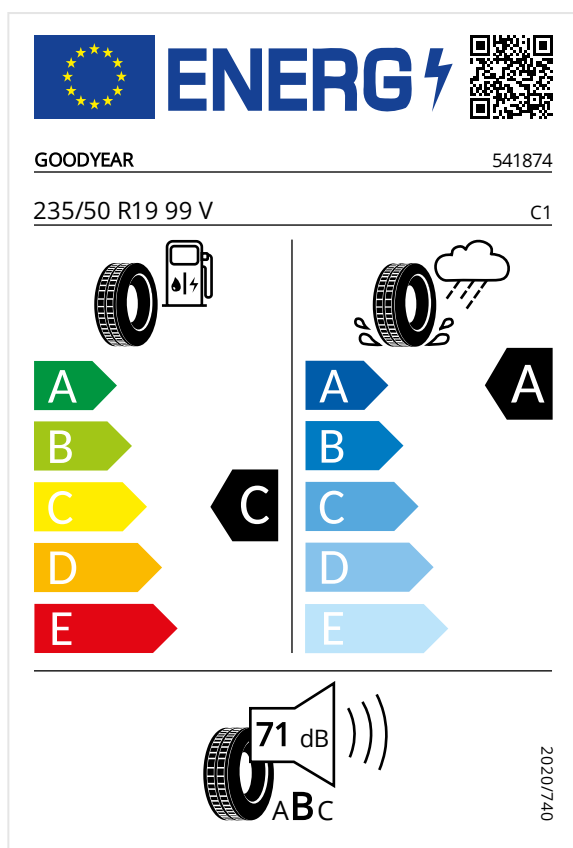 ENERG
GOODYEAR 541874
235/50 R19 99 V C1
A A A
B B
C C C
D D
E E
71 dB
ABC
2020/740